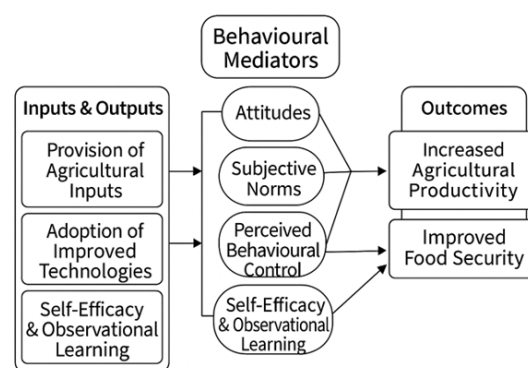 Behavioural
Mediators
Inputs & Outputs
Provision of
Agricultural
Inputs
Adoption of
Improved
Technologies
Self-Efficacy
& Observational
Learning
Attitudes
Subjective
Norms
Perceived
Behavioural
Control
Self-Efficacy
& Observational
Learning
Outcomes
Increased
Agricultural
Productivity
Improved
Food Security